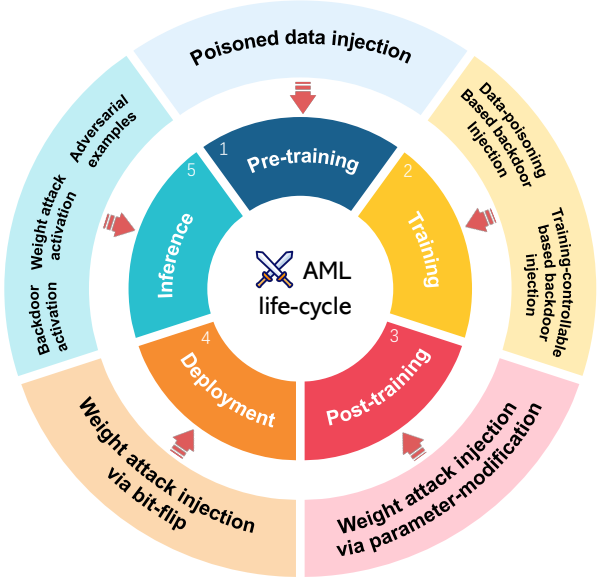 Poisoned data injection
1
Pre-training
Data-poisoning
Based backdoor
Injection
Training-controllable
based backdoor
injection
2
Training
3
Post-training
Weight attack injection
via parameter-modification
4
Deployment
Weight attack injection
via bit-flip
5
Inference
Adversarial
examples
Weight attack
activation
Backdoor
activation
AML
life-cycle